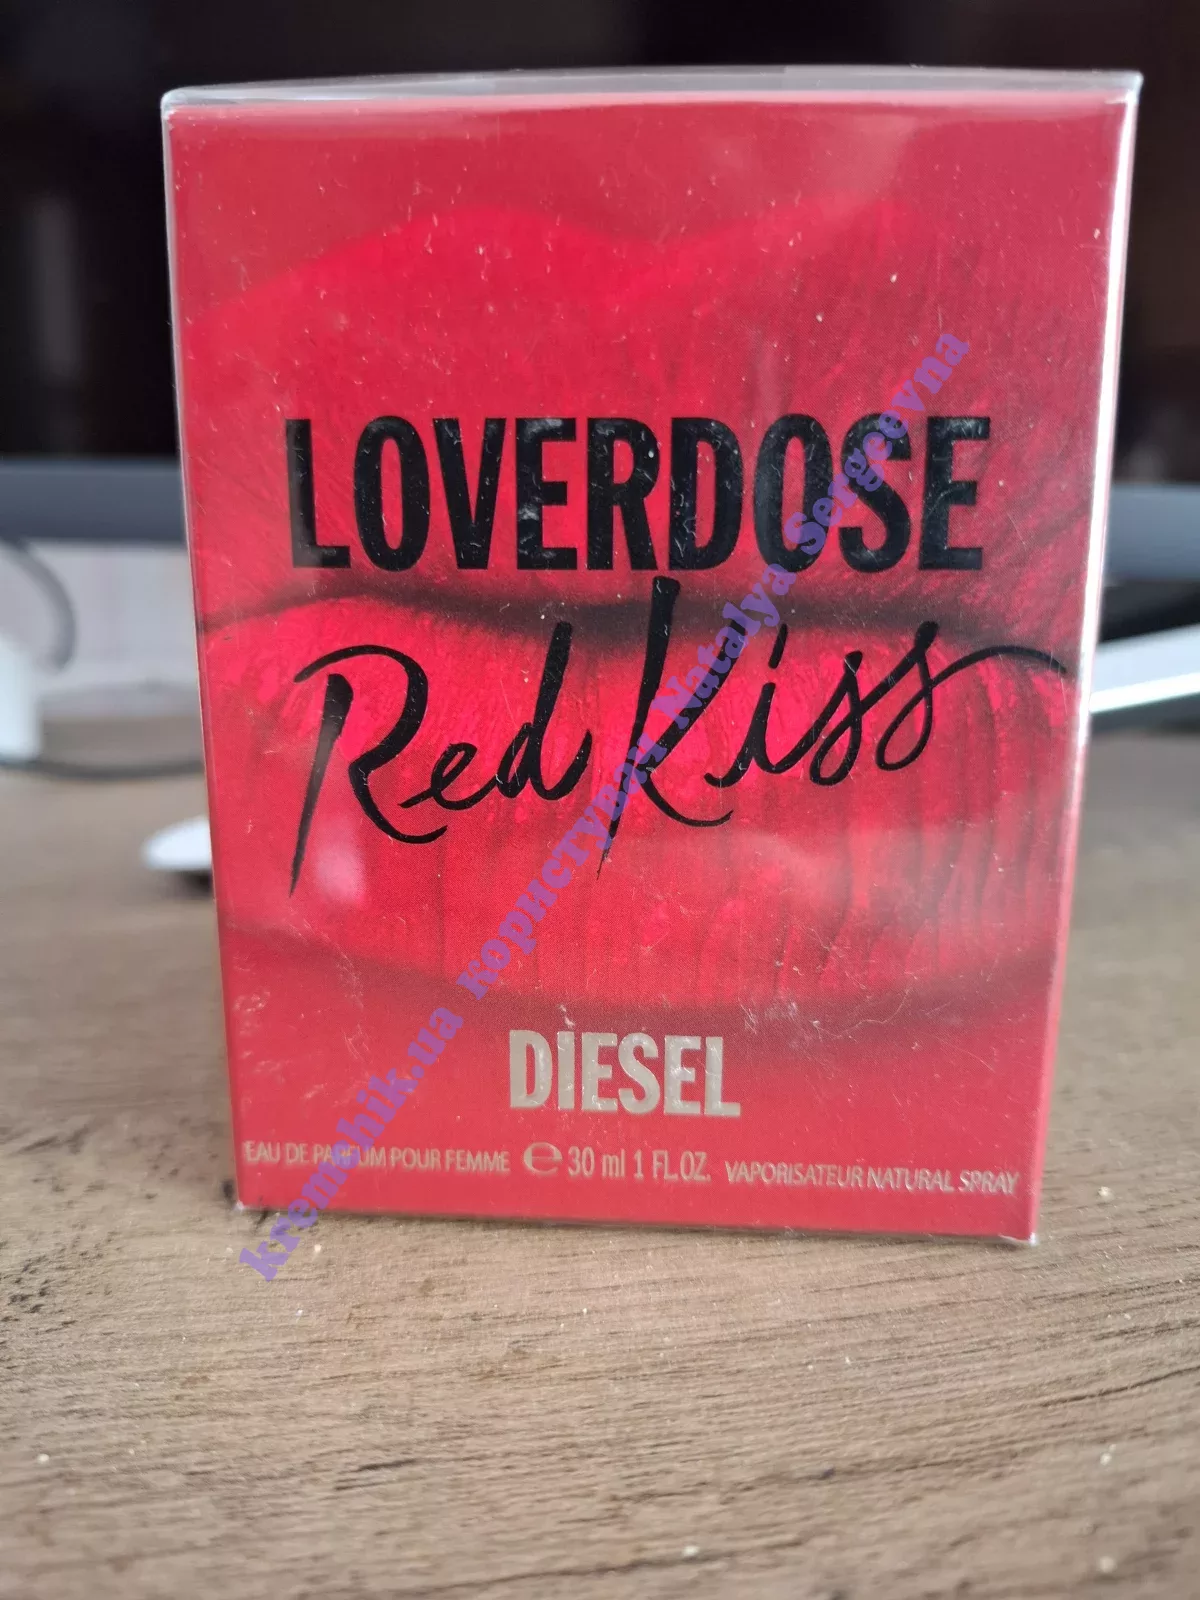 LOVERDOSE
Red Kiss
DIESEL
EAU DE PARFUM POUR FEMME ℮ 30 ml 1 FL.OZ. VAPORISATEUR NATURAL SPRAY
kremchik.ua користувач Natalya Sergeevna